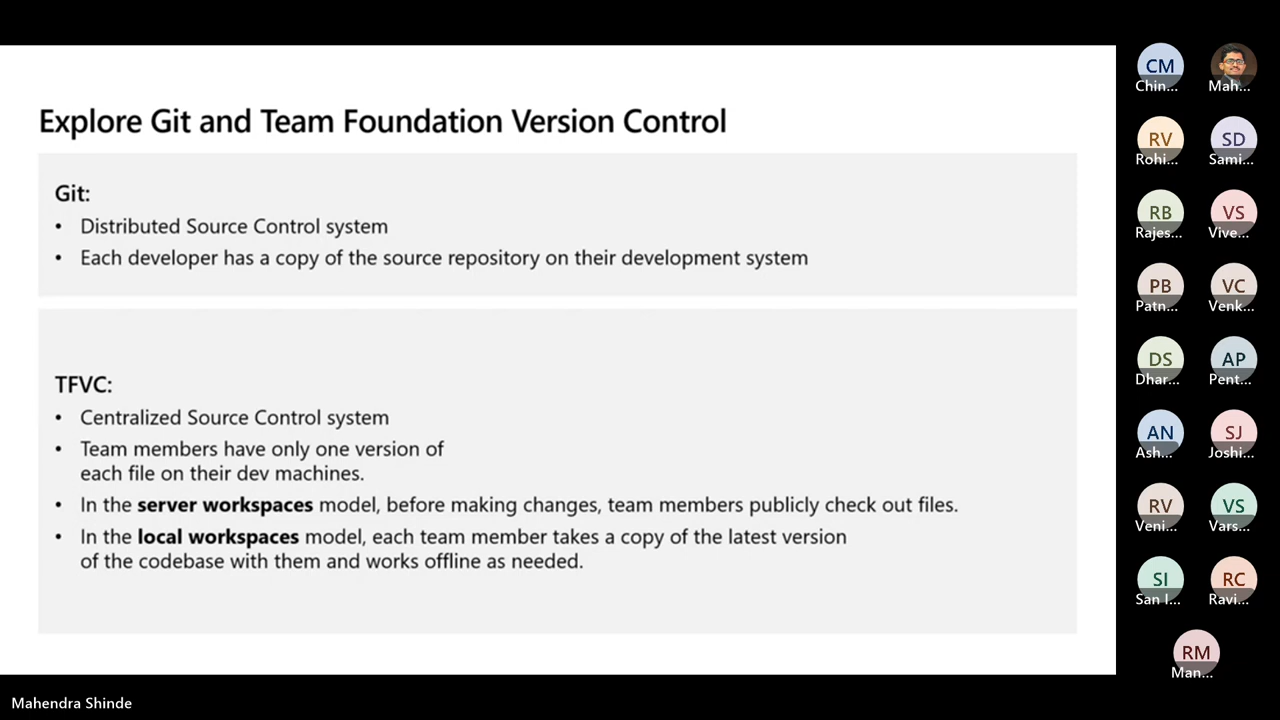 Explore Git and Team Foundation Version Control
Git:
• Distributed Source Control system
• Each developer has a copy of the source repository on their development system
TFVC:
• Centralized Source Control system
• Team members have only one version of
each file on their dev machines.
• In the server workspaces model, before making changes, team members publicly check out files.
• In the local workspaces model, each team member takes a copy of the latest version
of the codebase with them and works offline as needed.
CM
Chin...
Mah...
RV
Rohi...
SD
Sami...
RB
Rajes...
VS
Vive...
PB
Patn...
VC
Venk...
DS
Dhar...
AP
Pent...
AN
Ash...
SJ
Joshi...
RV
Veni...
VS
Vars...
SI
San I...
RC
Ravi...
RM
Man...
Mahendra Shinde